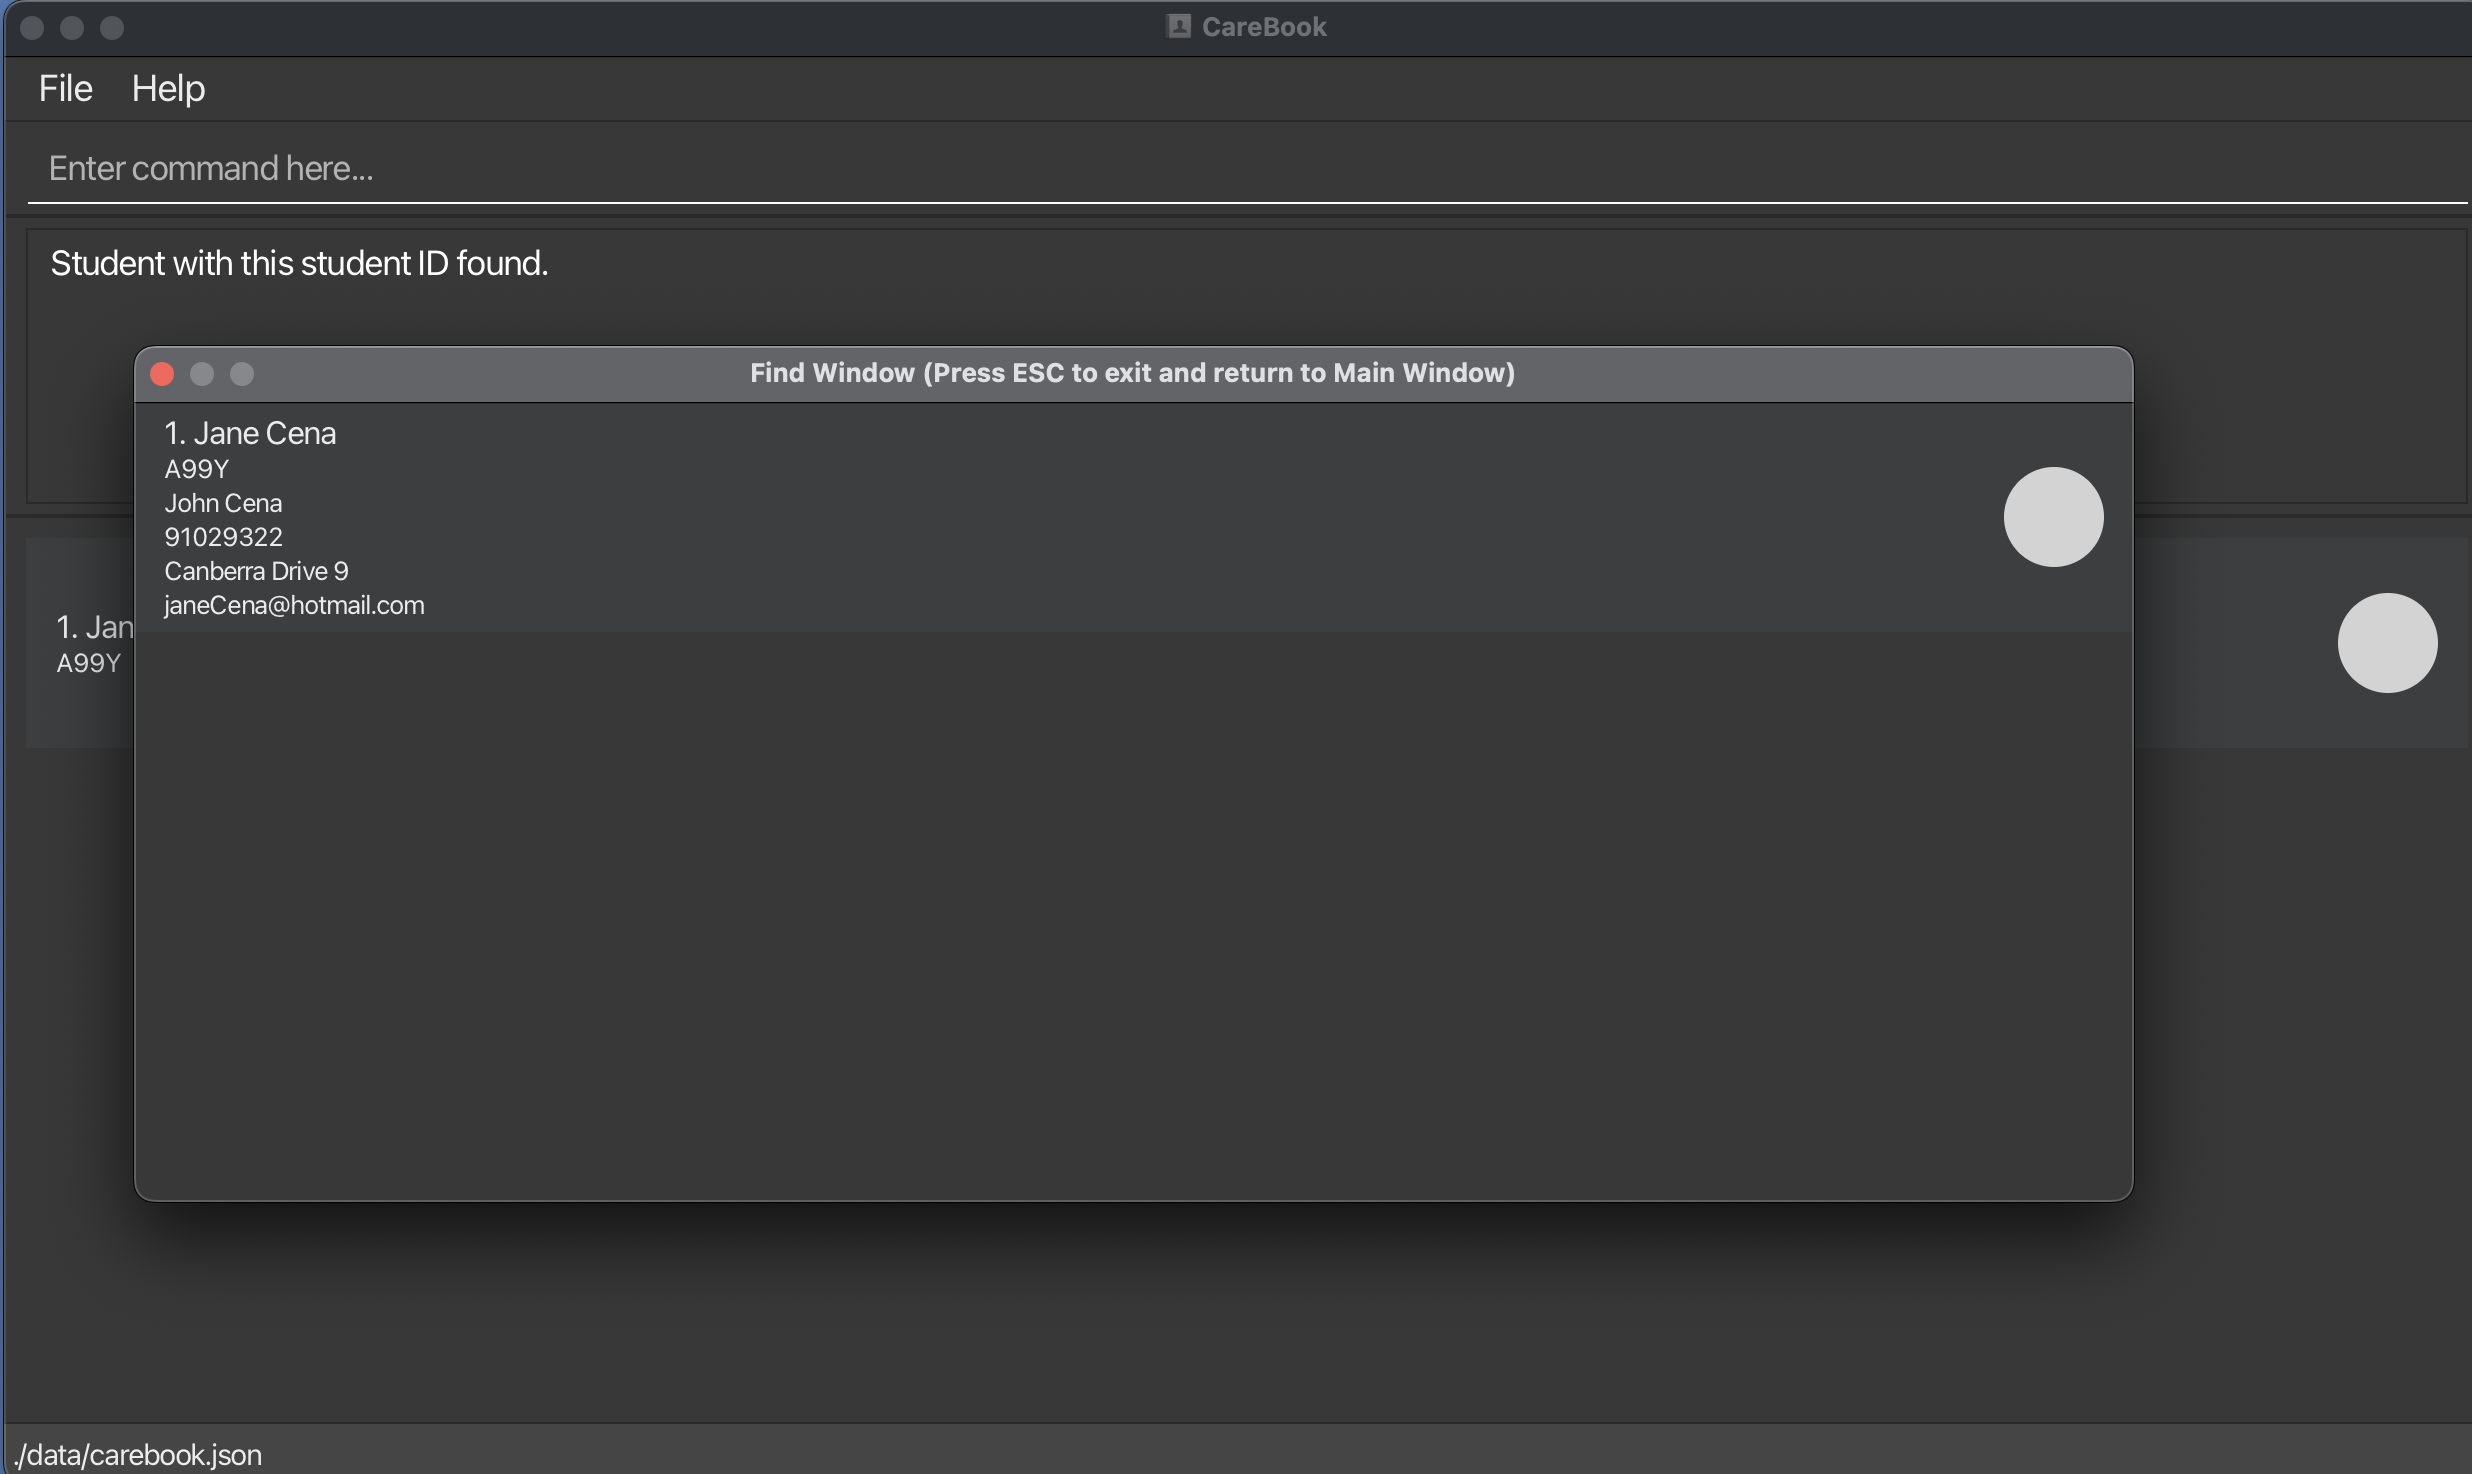 CareBook
File Help
Enter command here...
Student with this student ID found.
Find Window (Press ESC to exit and return to Main Window)
1. Jane Cena
A99Y
John Cena
91029322
Canberra Drive 9
janeCena@hotmail.com
1. Jan
A99Y
./data/carebook.json